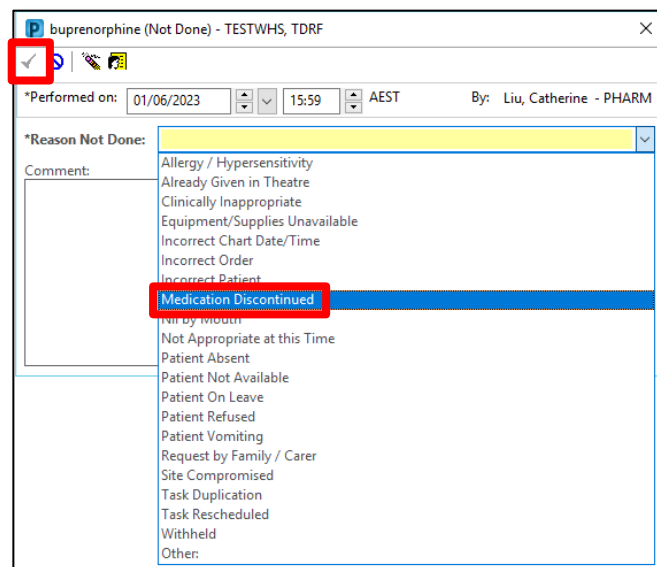 P buprenorphine (Not Done) - TESTWHS, TDRF
*Performed on: 01/06/2023 15:59 AEST By: Liu, Catherine - PHARM
*Reason Not Done:
Comment:
Allergy / Hypersensitivity
Already Given in Theatre
Clinically Inappropriate
Equipment/Supplies Unavailable
Incorrect Chart Date/Time
Incorrect Order
Incorrect Patient
Medication Discontinued
Nil by Mouth
Not Appropriate at this Time
Patient Absent
Patient Not Available
Patient On Leave
Patient Refused
Patient Vomiting
Request by Family / Carer
Site Compromised
Task Duplication
Task Rescheduled
Withheld
Other: